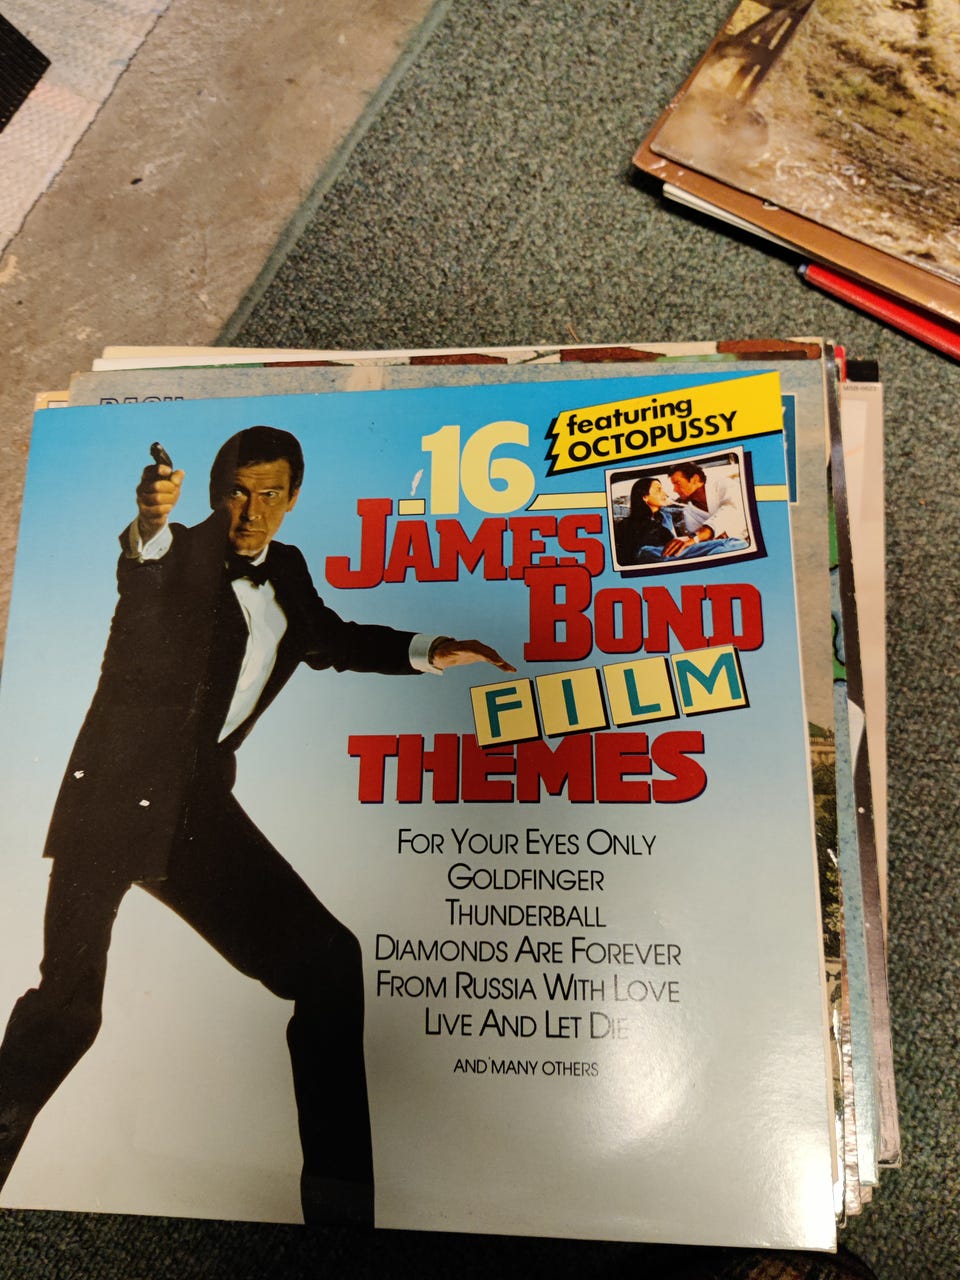 featuring
OCTOPUSSY
16
JAMES
BOND
FILM
THEMES
FOR YOUR EYES ONLY
GOLDFINGER
THUNDERBALL
DIAMONDS ARE FOREVER
FROM RUSSIA WITH LOVE
LIVE AND LET DIE
AND MANY OTHERS